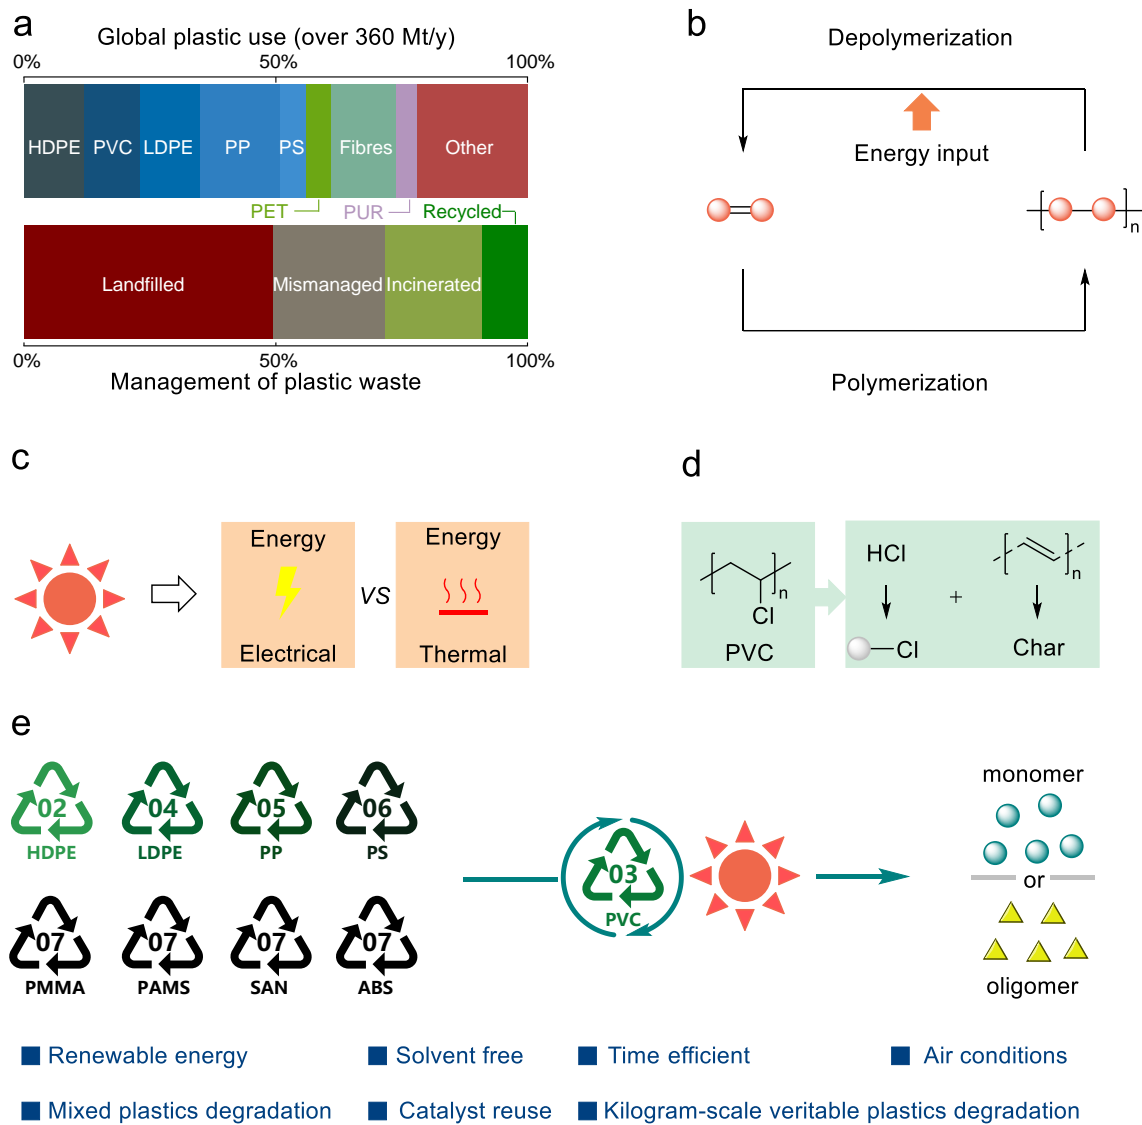 a
Global plastic use (over 360 Mt/y)
0% 50% 100%
HDPE PVC LDPE PP PS Fibres Other
PET PUR Recycled
Landfilled Mismanaged Incinerated
0% 50% 100%
Management of plastic waste
b
Depolymerization
Energy input
n
Polymerization
c
Energy
Electrical
VS
Energy
Thermal
d
n
Cl
PVC
HCl
Cl
+
n
Char
e
02 04 05 06
HDPE LDPE PP PS
07 07 07 07
PMMA PAMS SAN ABS
03
PVC
monomer
or
oligomer
Renewable energy Solvent free Time efficient Air conditions
Mixed plastics degradation Catalyst reuse Kilogram-scale veritable plastics degradation